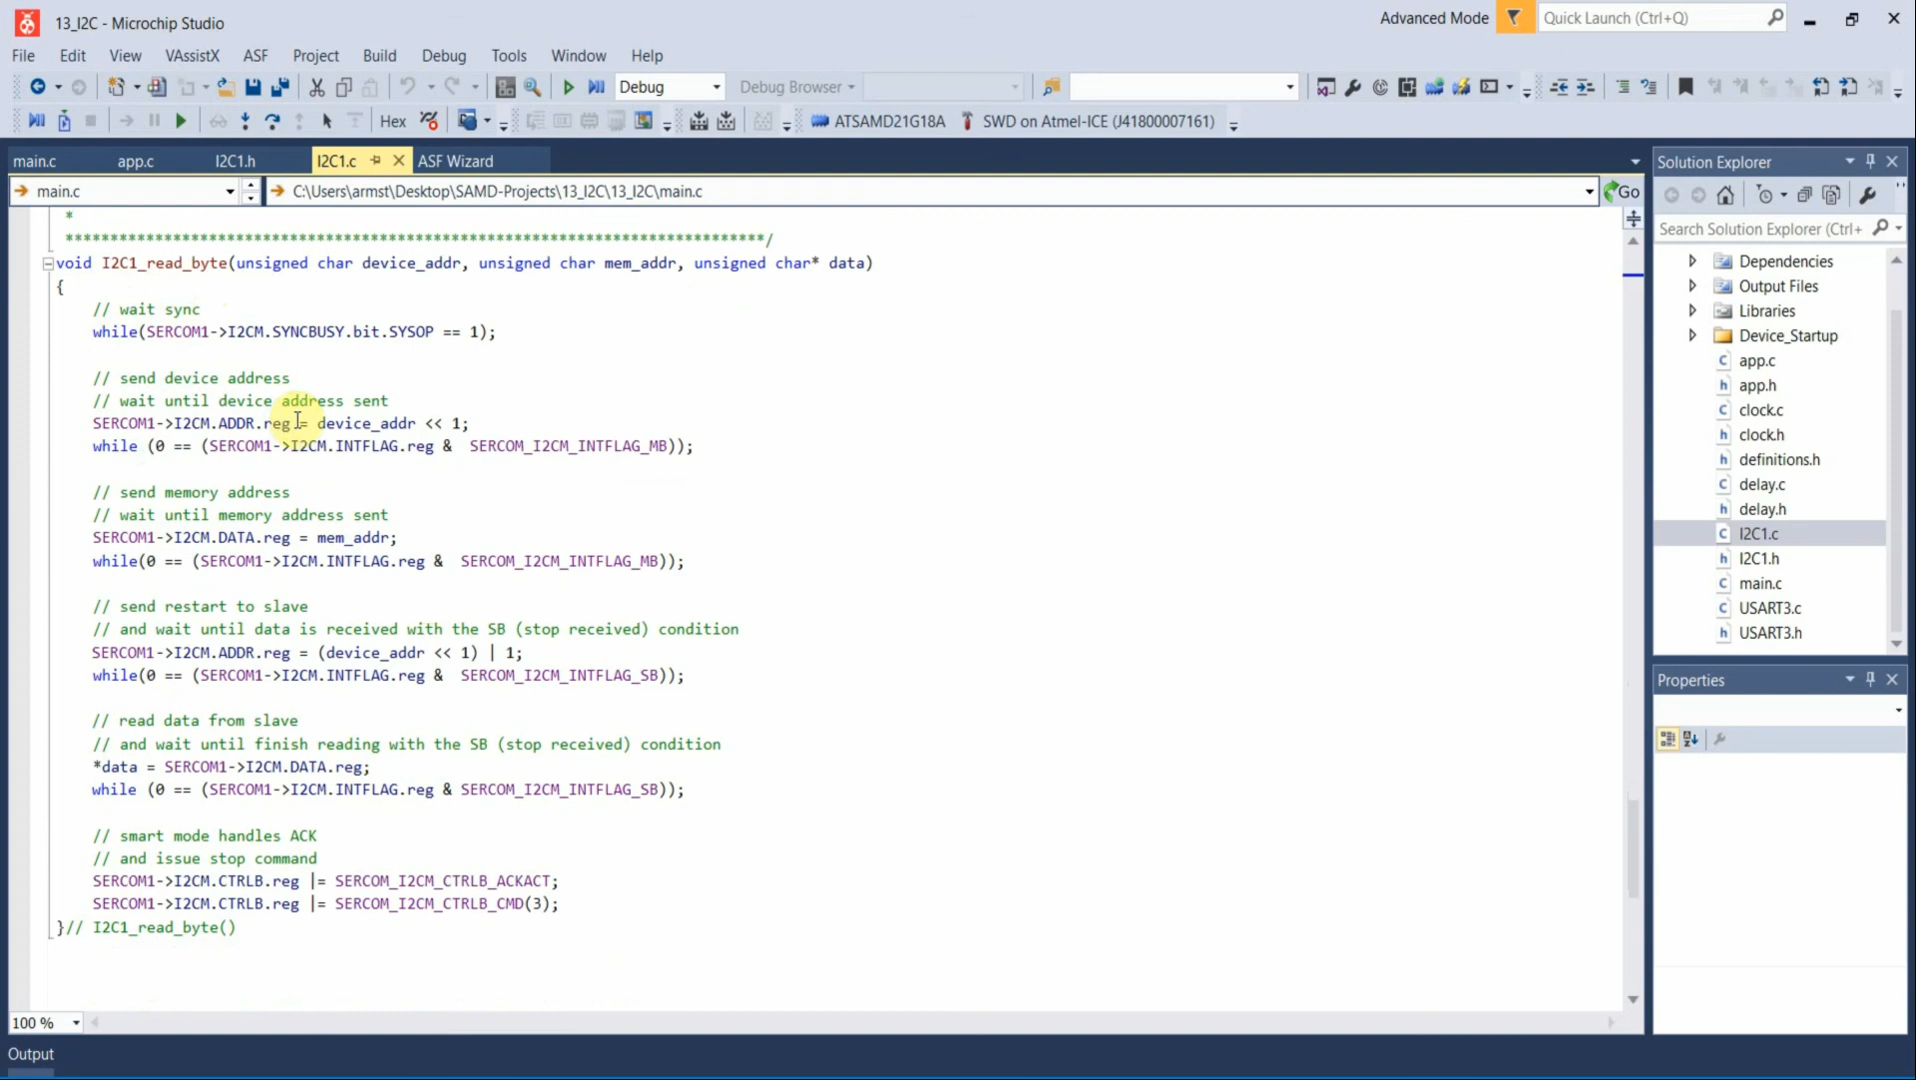 13_I2C - Microchip Studio
Advanced Mode
Quick Launch (Ctrl+Q)
File Edit View VAssistX ASF Project Build Debug Tools Window Help
Debug
Debug Browser
Hex
ATSAMD21G18A
SWD on Atmel-ICE (J41800007161)
main.c
app.c
I2C1.h
I2C1.c
ASF Wizard
main.c
C:\Users\armst\Desktop\SAMD-Projects\13_I2C\13_I2C\main.c
Go
*
******************************************************************************/
void I2C1_read_byte(unsigned char device_addr, unsigned char mem_addr, unsigned char* data)
{
// wait sync
while(SERCOM1->I2CM.SYNCBUSY.bit.SYSOP == 1);
// send device address
// wait until device address sent
SERCOM1->I2CM.ADDR.reg = device_addr << 1;
while (0 == (SERCOM1->I2CM.INTFLAG.reg &  SERCOM_I2CM_INTFLAG_MB));
// send memory address
// wait until memory address sent
SERCOM1->I2CM.DATA.reg = mem_addr;
while(0 == (SERCOM1->I2CM.INTFLAG.reg &  SERCOM_I2CM_INTFLAG_MB));
// send restart to slave
// and wait until data is received with the SB (stop received) condition
SERCOM1->I2CM.ADDR.reg = (device_addr << 1) | 1;
while(0 == (SERCOM1->I2CM.INTFLAG.reg &  SERCOM_I2CM_INTFLAG_SB));
// read data from slave
// and wait until finish reading with the SB (stop received) condition
*data = SERCOM1->I2CM.DATA.reg;
while (0 == (SERCOM1->I2CM.INTFLAG.reg & SERCOM_I2CM_INTFLAG_SB));
// smart mode handles ACK
// and issue stop command
SERCOM1->I2CM.CTRLB.reg |= SERCOM_I2CM_CTRLB_ACKACT;
SERCOM1->I2CM.CTRLB.reg |= SERCOM_I2CM_CTRLB_CMD(3);
}// I2C1_read_byte()
100 %
Output
Solution Explorer
Search Solution Explorer (Ctrl+
Dependencies
Output Files
Libraries
Device_Startup
app.c
app.h
clock.c
clock.h
definitions.h
delay.c
delay.h
I2C1.c
I2C1.h
main.c
USART3.c
USART3.h
Properties